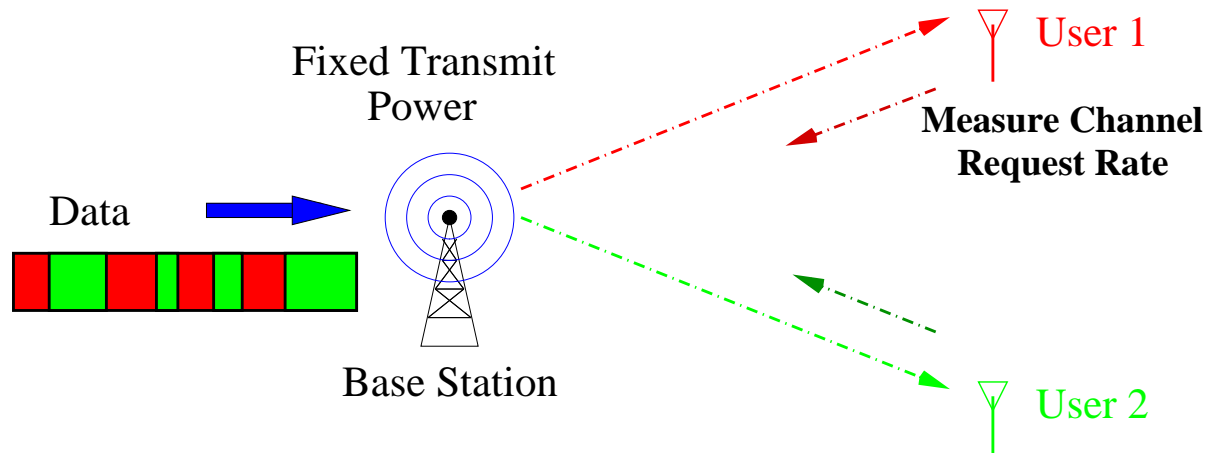 Fixed Transmit
Power
User 1
Measure Channel
Request Rate
Data
Base Station
User 2